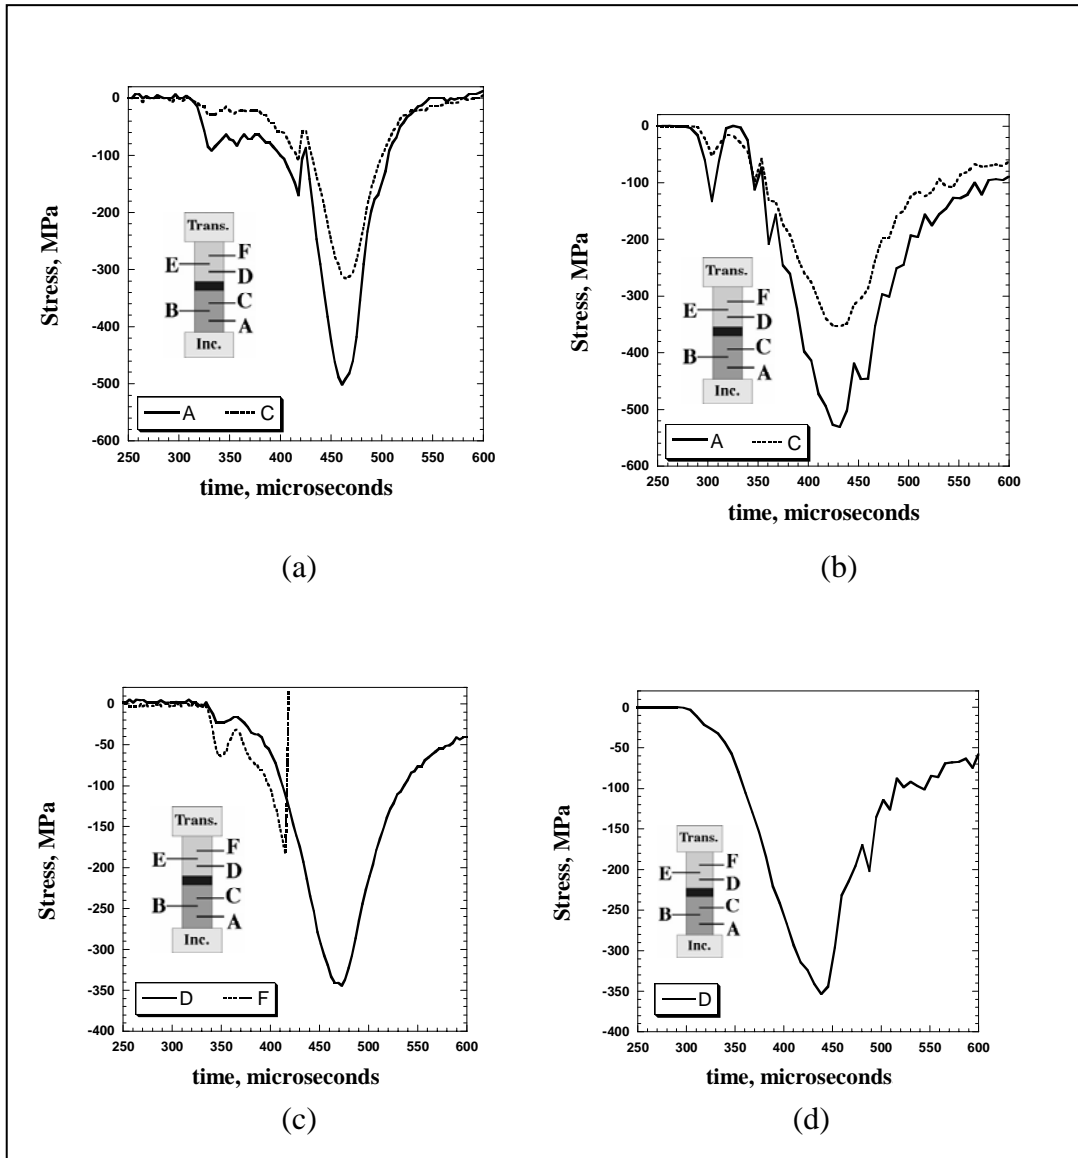 0
-100
-200
-300
-400
-500
-600
Stress, MPa
Trans.
F
E
D
C
B
A
Inc.
A C
250 300 350 400 450 500 550 600
time, microseconds
(a)
0
-100
-200
-300
-400
-500
-600
Stress, MPa
Trans.
F
E
D
C
B
A
Inc.
A C
250 300 350 400 450 500 550 600
time, microseconds
(b)
0
-50
-100
-150
-200
-250
-300
-350
-400
Stress, MPa
Trans.
F
E
D
C
B
A
Inc.
D F
250 300 350 400 450 500 550 600
time, microseconds
(c)
0
-50
-100
-150
-200
-250
-300
-350
-400
Stress, MPa
Trans.
F
E
D
C
B
A
Inc.
D
250 300 350 400 450 500 550 600
time, microseconds
(d)